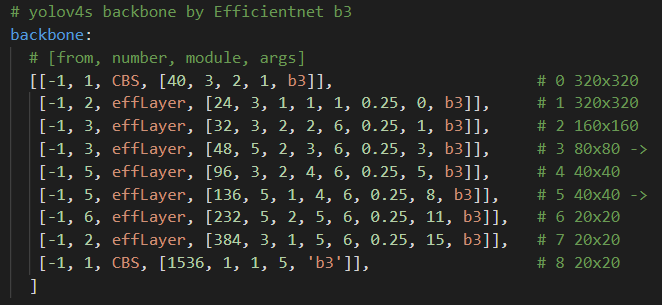 # yolov4s backbone by Efficientnet b3
backbone:
# [from, number, module, args]
[[-1, 1, CBS, [40, 3, 2, 1, b3]], # 0 320x320
[-1, 2, effLayer, [24, 3, 1, 1, 1, 0.25, 0, b3]], # 1 320x320
[-1, 3, effLayer, [32, 3, 2, 2, 6, 0.25, 1, b3]], # 2 160x160
[-1, 3, effLayer, [48, 5, 2, 3, 6, 0.25, 3, b3]], # 3 80x80 ->
[-1, 5, effLayer, [96, 3, 2, 4, 6, 0.25, 5, b3]], # 4 40x40
[-1, 5, effLayer, [136, 5, 1, 4, 6, 0.25, 8, b3]], # 5 40x40 ->
[-1, 6, effLayer, [232, 5, 2, 5, 6, 0.25, 11, b3]], # 6 20x20
[-1, 2, effLayer, [384, 3, 1, 5, 6, 0.25, 15, b3]], # 7 20x20
[-1, 1, CBS, [1536, 1, 1, 5, 'b3']], # 8 20x20
]